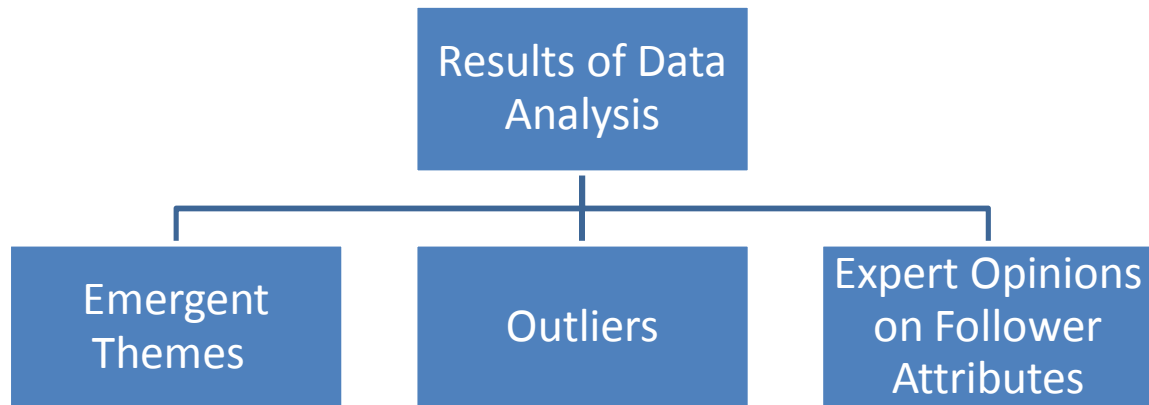 Results of Data
Analysis
Emergent
Themes
Outliers
Expert Opinions
on Follower
Attributes